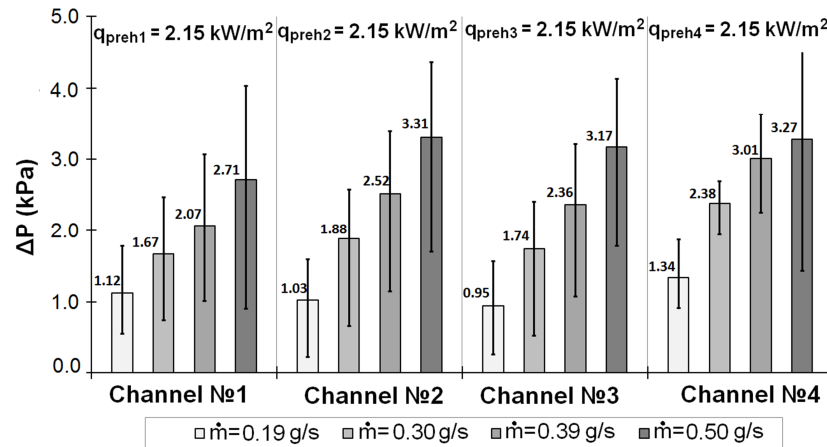 5.0
q_preh1 = 2.15 kW/m² q_preh2 = 2.15 kW/m² q_preh3 = 2.15 kW/m² q_preh4 = 2.15 kW/m²
4.0
3.0
2.0
1.0
0.0
ΔP (kPa)
1.12 1.67 2.07 2.71
1.03 1.88 2.52 3.31
0.95 1.74 2.36 3.17
1.34 2.38 3.01 3.27
Channel №1 Channel №2 Channel №3 Channel №4
ṁ=0.19 g/s ṁ=0.30 g/s ṁ=0.39 g/s ṁ=0.50 g/s